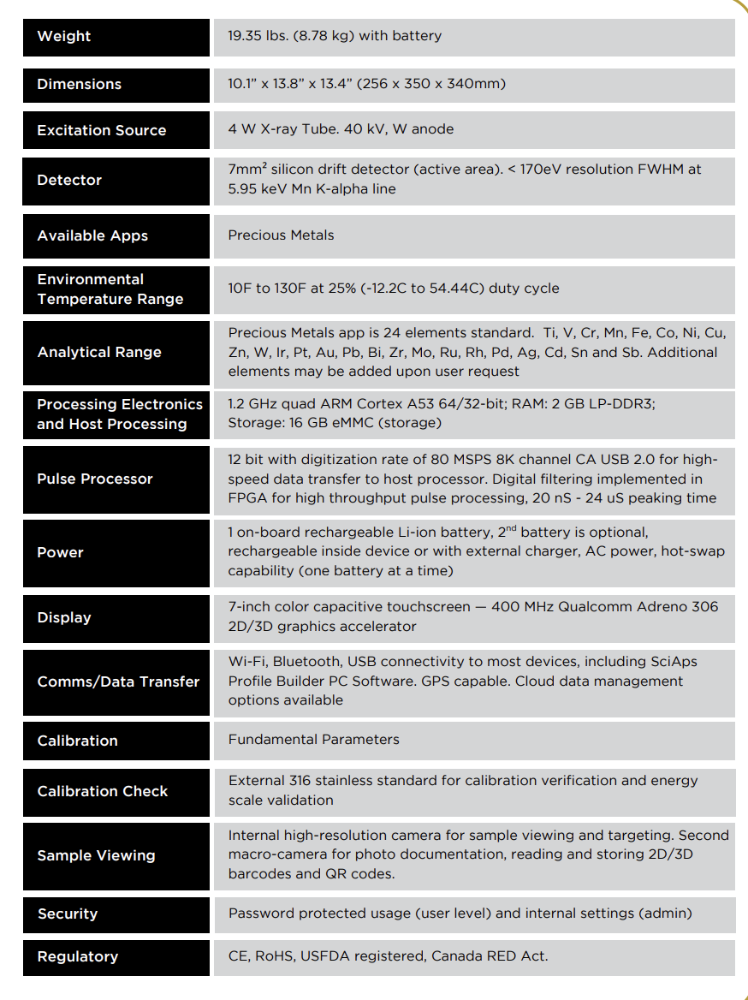 Weight
19.35 lbs. (8.78 kg) with battery
Dimensions
10.1” x 13.8” x 13.4” (256 x 350 x 340mm)
Excitation Source
4 W X-ray Tube. 40 kV, W anode
Detector
7mm² silicon drift detector (active area). < 170eV resolution FWHM at
5.95 keV Mn K-alpha line
Available Apps
Precious Metals
Environmental
Temperature Range
10F to 130F at 25% (-12.2C to 54.44C) duty cycle
Analytical Range
Precious Metals app is 24 elements standard.  Ti, V, Cr, Mn, Fe, Co, Ni, Cu,
Zn, W, Ir, Pt, Au, Pb, Bi, Zr, Mo, Ru, Rh, Pd, Ag, Cd, Sn and Sb. Additional
elements may be added upon user request
Processing Electronics
and Host Processing
1.2 GHz quad ARM Cortex A53 64/32-bit; RAM: 2 GB LP-DDR3;
Storage: 16 GB eMMC (storage)
Pulse Processor
12 bit with digitization rate of 80 MSPS 8K channel CA USB 2.0 for high-
speed data transfer to host processor. Digital filtering implemented in
FPGA for high throughput pulse processing, 20 nS - 24 uS peaking time
Power
1 on-board rechargeable Li-ion battery, 2nd battery is optional,
rechargeable inside device or with external charger, AC power, hot-swap
capability (one battery at a time)
Display
7-inch color capacitive touchscreen — 400 MHz Qualcomm Adreno 306
2D/3D graphics accelerator
Comms/Data Transfer
Wi-Fi, Bluetooth, USB connectivity to most devices, including SciAps
Profile Builder PC Software. GPS capable. Cloud data management
options available
Calibration
Fundamental Parameters
Calibration Check
External 316 stainless standard for calibration verification and energy
scale validation
Sample Viewing
Internal high-resolution camera for sample viewing and targeting. Second
macro-camera for photo documentation, reading and storing 2D/3D
barcodes and QR codes.
Security
Password protected usage (user level) and internal settings (admin)
Regulatory
CE, RoHS, USFDA registered, Canada RED Act.